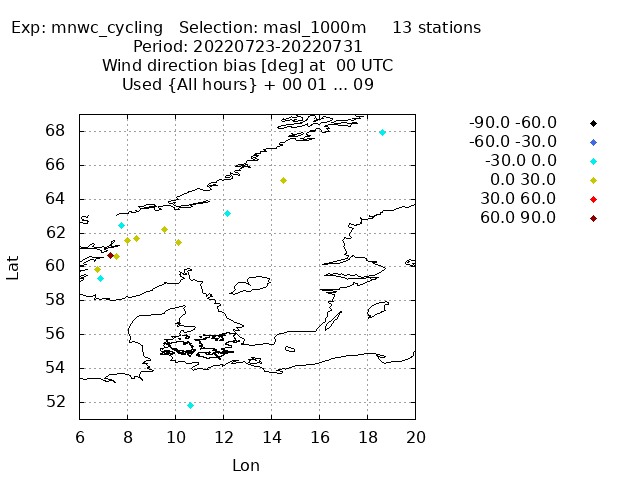 Exp: mnwc_cycling   Selection: masl_1000m     13 stations
Period: 20220723-20220731
Wind direction bias [deg] at  00 UTC
Used {All hours} + 00 01 ... 09
-90.0 -60.0
-60.0 -30.0
-30.0 0.0
0.0 30.0
30.0 60.0
60.0 90.0
68
66
64
62
60
58
56
54
52
Lat
6 8 10 12 14 16 18 20
Lon